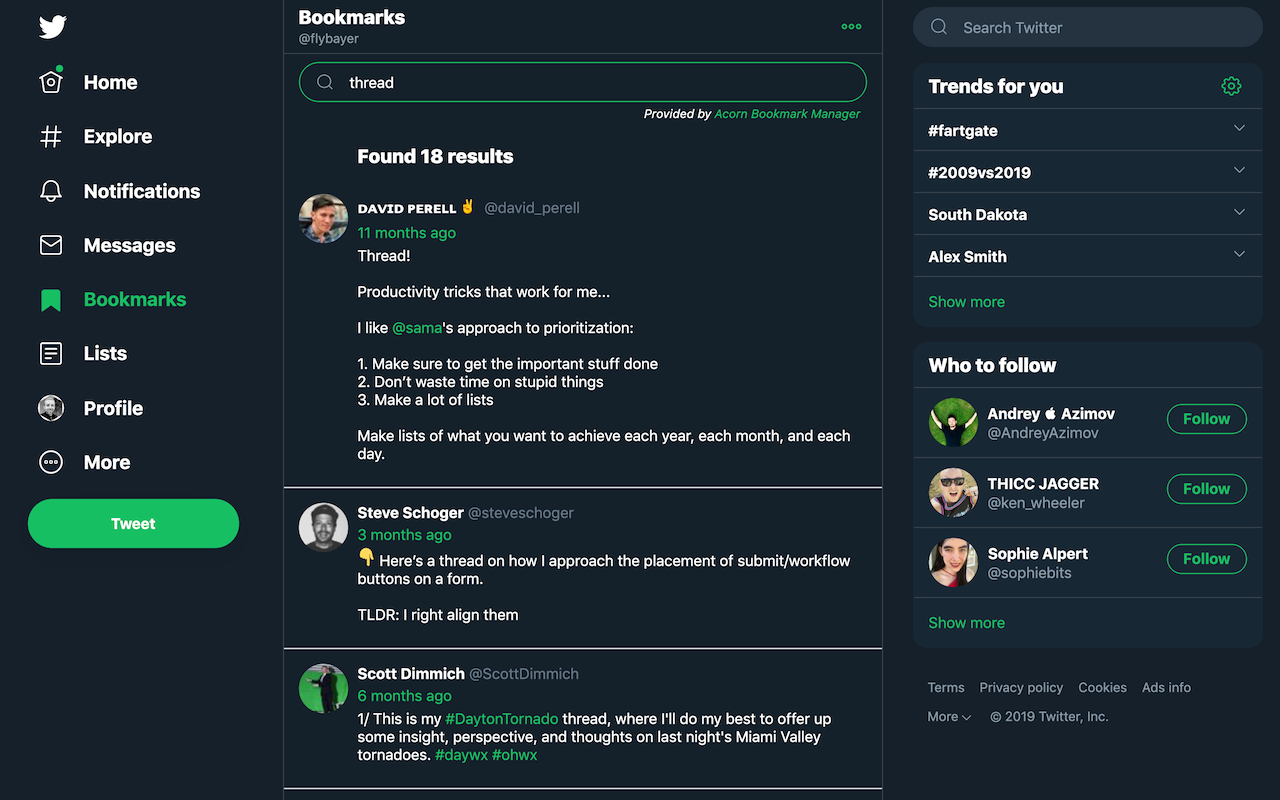 Home
Explore
Notifications
Messages
Bookmarks
Lists
Profile
More
Tweet
Bookmarks
@flybayer
thread
Provided by Acorn Bookmark Manager
Found 18 results
ᴅᴀᴠɪᴅ ᴘᴇʀᴇʟʟ ✌ @david_perell
11 months ago
Thread!
Productivity tricks that work for me...
I like @sama's approach to prioritization:
1. Make sure to get the important stuff done
2. Don’t waste time on stupid things
3. Make a lot of lists
Make lists of what you want to achieve each year, each month, and each
day.
Steve Schoger @steveschoger
3 months ago
👇 Here’s a thread on how I approach the placement of submit/workflow
buttons on a form.
TLDR: I right align them
Scott Dimmich @ScottDimmich
6 months ago
1/ This is my #DaytonTornado thread, where I'll do my best to offer up
some insight, perspective, and thoughts on last night's Miami Valley
tornadoes. #daywx #ohwx
Search Twitter
Trends for you
#fartgate
#2009vs2019
South Dakota
Alex Smith
Show more
Who to follow
Andrey  Azimov
@AndreyAzimov
Follow
THICC JAGGER
@ken_wheeler
Follow
Sophie Alpert
@sophiebits
Follow
Show more
Terms Privacy policy Cookies Ads info
More © 2019 Twitter, Inc.